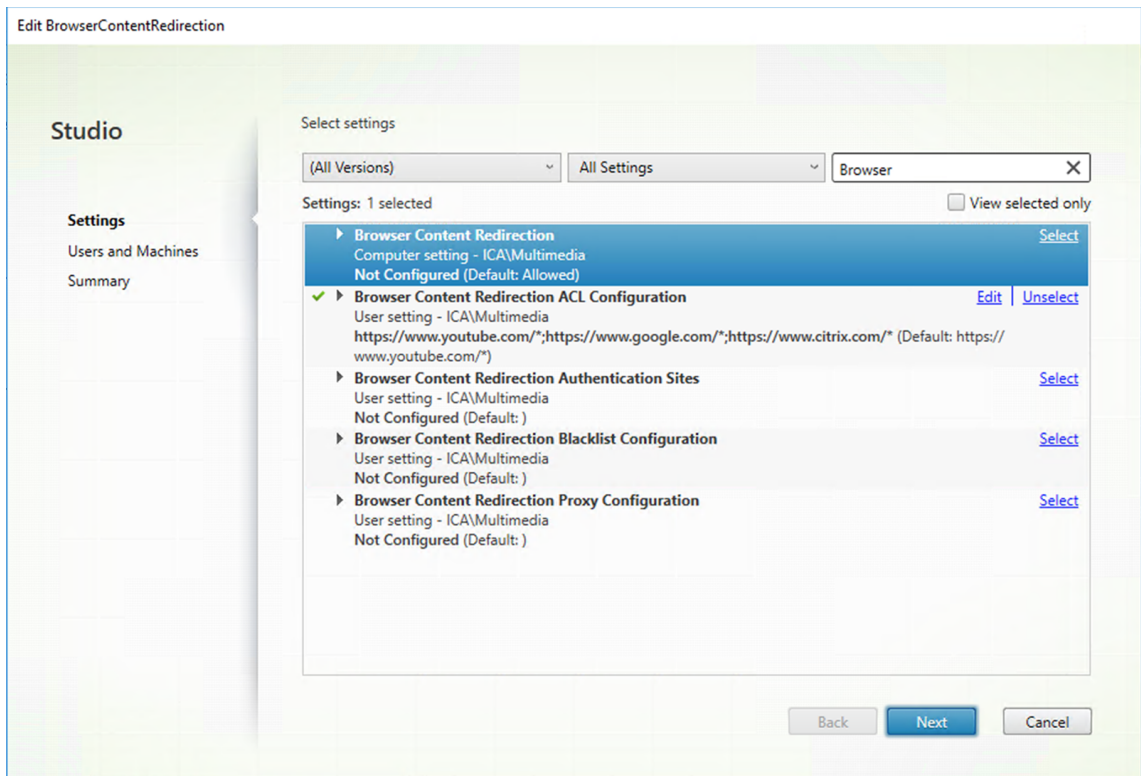 Edit BrowserContentRedirection
Studio
Settings
Users and Machines
Summary
Select settings
(All Versions)
All Settings
Browser
Settings: 1 selected
View selected only
Browser Content Redirection
Select
Computer setting - ICA\Multimedia
Not Configured (Default: Allowed)
Browser Content Redirection ACL Configuration
Edit
Unselect
User setting - ICA\Multimedia
https://www.youtube.com/*;https://www.google.com/*;https://www.citrix.com/* (Default: https://
www.youtube.com/*)
Browser Content Redirection Authentication Sites
Select
User setting - ICA\Multimedia
Not Configured (Default: )
Browser Content Redirection Blacklist Configuration
Select
User setting - ICA\Multimedia
Not Configured (Default: )
Browser Content Redirection Proxy Configuration
Select
User setting - ICA\Multimedia
Not Configured (Default: )
Back
Next
Cancel